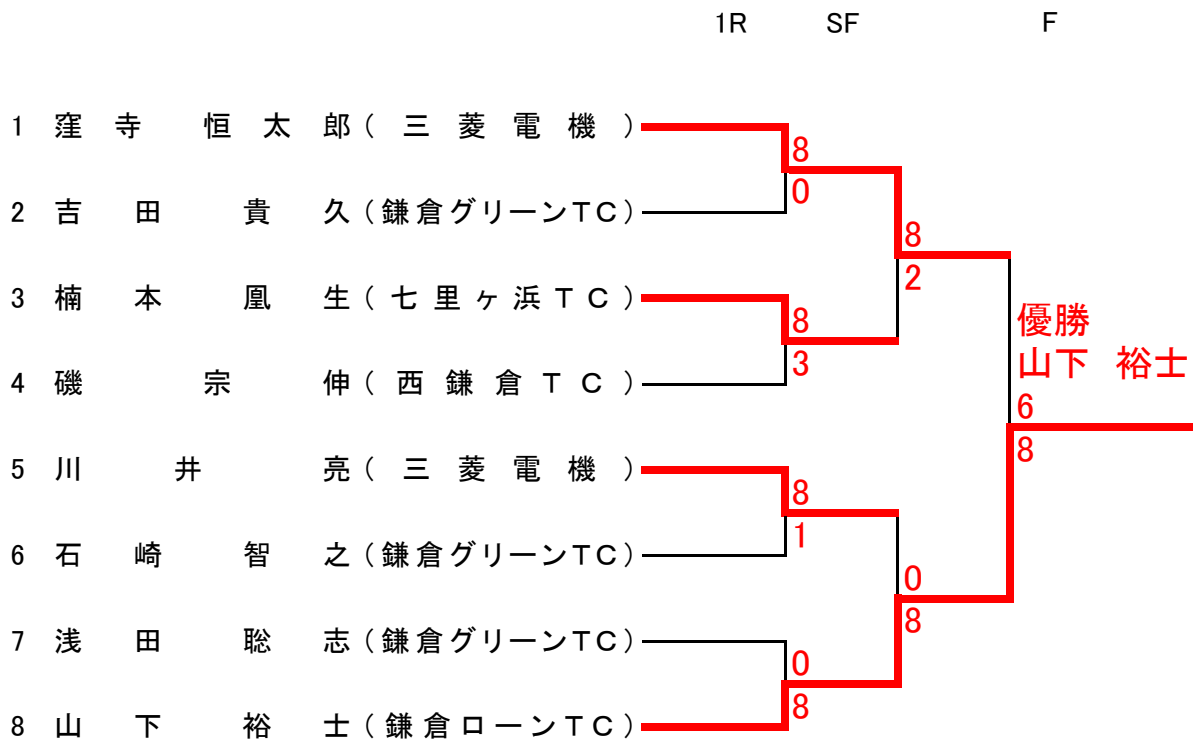 1R SF F
1 窪寺 恒太郎(三菱電機)
8
0
2 吉田 貴久(鎌倉グリーンTC)
8
2
3 楠本 凰生(七里ヶ浜TC)
8
3
優勝
山下 裕士
4 磯 宗伸(西鎌倉TC)
6
8
5 川井 亮(三菱電機)
8
1
6 石崎 智之(鎌倉グリーンTC)
0
8
7 浅田 聡志(鎌倉グリーンTC)
0
8
8 山下 裕士(鎌倉ローンTC)